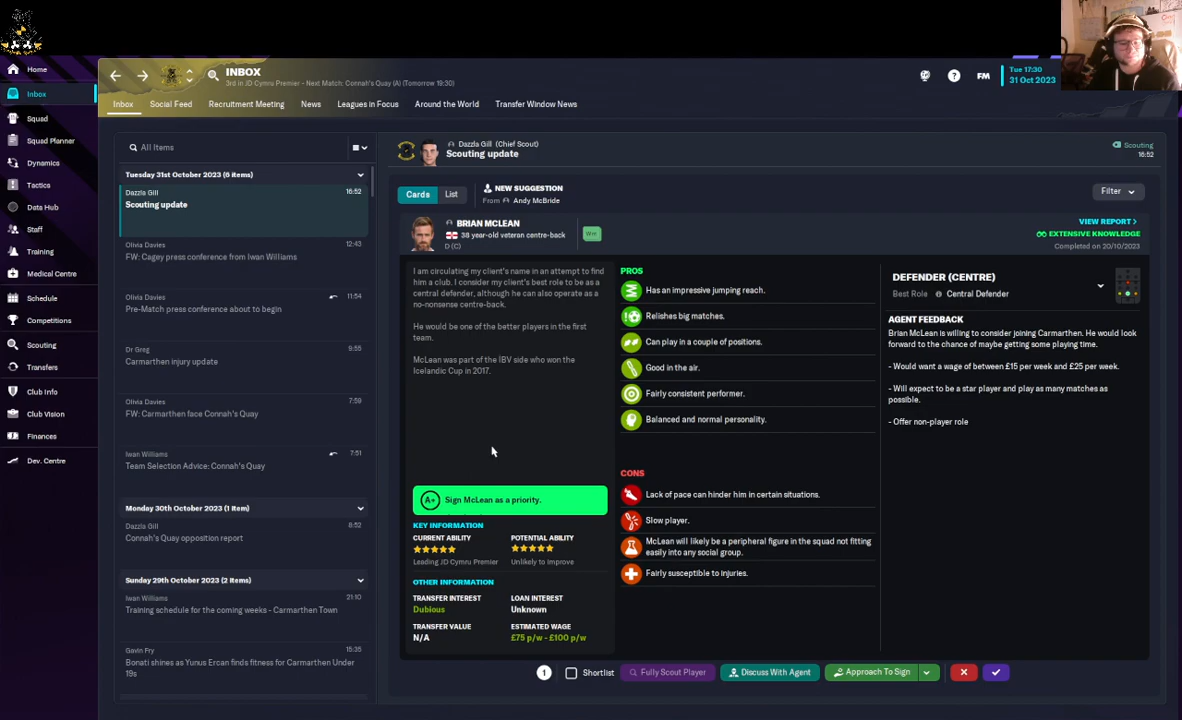 INBOX
3rd in JD Cymru Premier - Next Match: Connah's Quay (A) (Tomorrow 19:30)
FM
Tue 17:30
31 Oct 2023
Home
Inbox
Squad
Squad Planner
Dynamics
Tactics
Data Hub
Staff
Training
Medical Centre
Schedule
Competitions
Scouting
Transfers
Club Info
Club Vision
Finances
Dev. Centre
Inbox
Social Feed
Recruitment Meeting
News
Leagues in Focus
Around the World
Transfer Window News
All Items
Tuesday 31st October 2023 (6 items)
Dazzla Gill 16:52
Scouting update
Olivia Davies 12:43
FW: Cagey press conference from Iwan Williams
Olivia Davies 11:54
Pre-Match press conference about to begin
Dr Greg 9:55
Carmarthen injury update
Olivia Davies 7:59
FW: Carmarthen face Connah's Quay
Iwan Williams 7:51
Team Selection Advice: Connah's Quay
Monday 30th October 2023 (1 Item)
Dazzla Gill 8:52
Connah's Quay opposition report
Sunday 29th October 2023 (2 Items)
Iwan Williams 21:10
Training schedule for the coming weeks - Carmarthen Town
Gavin Fry 15:35
Bonati shines as Yunus Ercan finds fitness for Carmarthen Under
19s
Dazzla Gill (Chief Scout)
Scouting update
Scouting
16:52
Cards
List
NEW SUGGESTION
From Andy McBride
Filter
BRIAN MCLEAN
38 year-old veteran centre-back
D (C)
Wnt
VIEW REPORT >
EXTENSIVE KNOWLEDGE
Completed on 20/10/2023
I am circulating my client's name in an attempt to find
him a club. I consider my client's best role to be as a
central defender, although he can also operate as a
no-nonsense centre-back.
He would be one of the better players in the first
team.
McLean was part of the ÍBV side who won the
Icelandic Cup in 2017.
A+ Sign McLean as a priority.
KEY INFORMATION
CURRENT ABILITY
POTENTIAL ABILITY
Leading JD Cymru Premier
Unlikely to improve
OTHER INFORMATION
TRANSFER INTEREST
LOAN INTEREST
Dubious
Unknown
TRANSFER VALUE
ESTIMATED WAGE
N/A
£75 p/w - £100 p/w
PROS
Has an impressive jumping reach.
Relishes big matches.
Can play in a couple of positions.
Good in the air.
Fairly consistent performer.
Balanced and normal personality.
CONS
Lack of pace can hinder him in certain situations.
Slow player.
McLean will likely be a peripheral figure in the squad not fitting
easily into any social group.
Fairly susceptible to injuries.
DEFENDER (CENTRE)
Best Role Central Defender
AGENT FEEDBACK
Brian McLean is willing to consider joining Carmarthen. He would look
forward to the chance of maybe getting some playing time.
- Would want a wage of between £15 per week and £25 per week.
- Will expect to be a star player and play as many matches as
possible.
- Offer non-player role
1
Shortlist
Fully Scout Player
Discuss With Agent
Approach To Sign